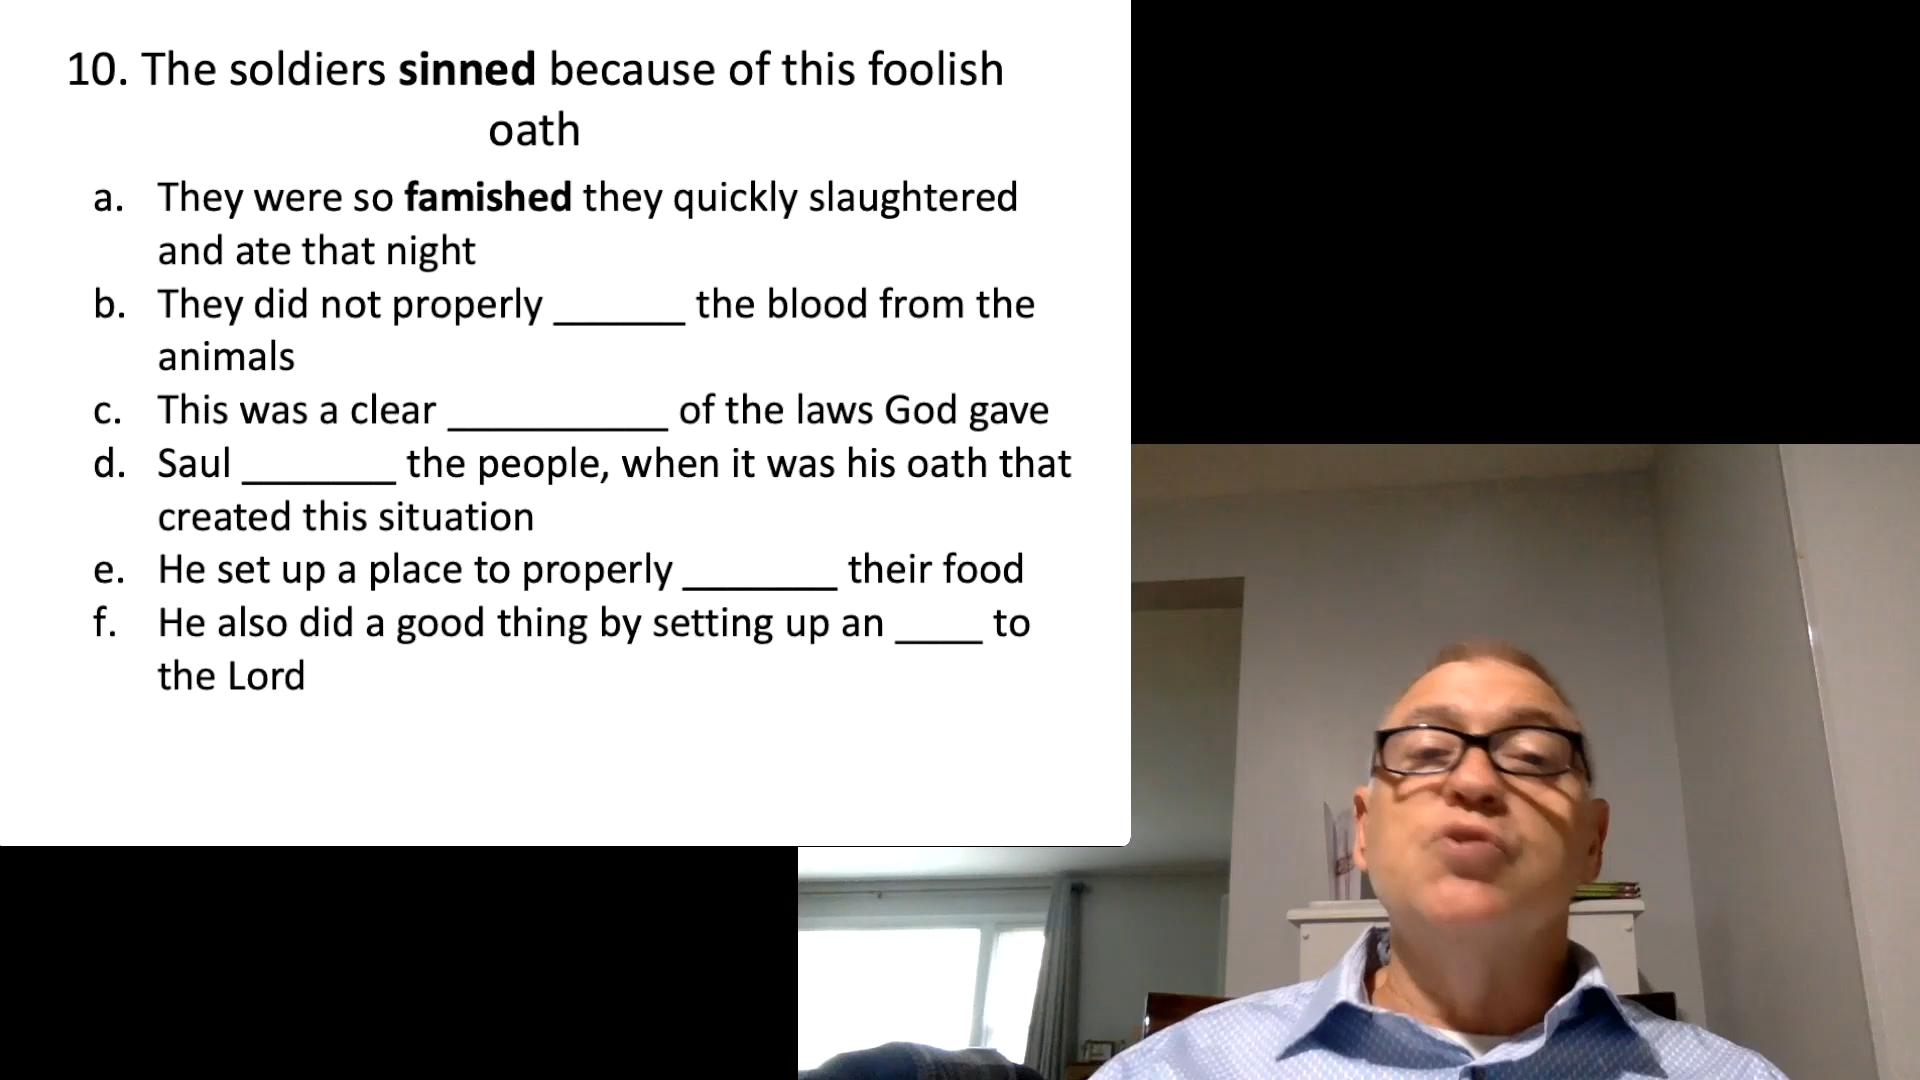 10. The soldiers sinned because of this foolish
oath
a. They were so famished they quickly slaughtered
and ate that night
b. They did not properly ______ the blood from the
animals
c. This was a clear __________ of the laws God gave
d. Saul _______ the people, when it was his oath that
created this situation
e. He set up a place to properly _______ their food
f. He also did a good thing by setting up an ____ to
the Lord